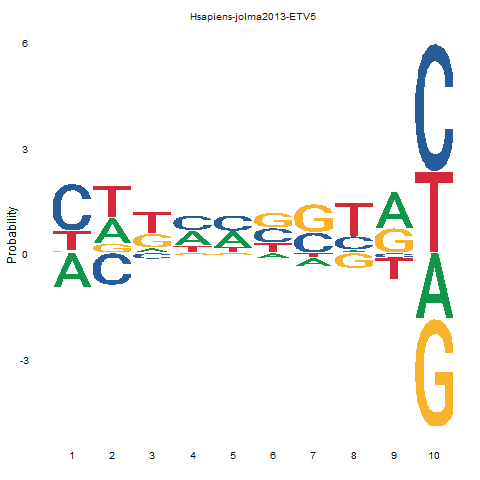 Hsapiens-jolma2013-ETV5
Probability
6
3
0
-3
C T A
T A G C
T G A C
C A T G
C A T G
G C T A
G C T A
T C A G
A G C T
C T A G
1 2 3 4 5 6 7 8 9 10